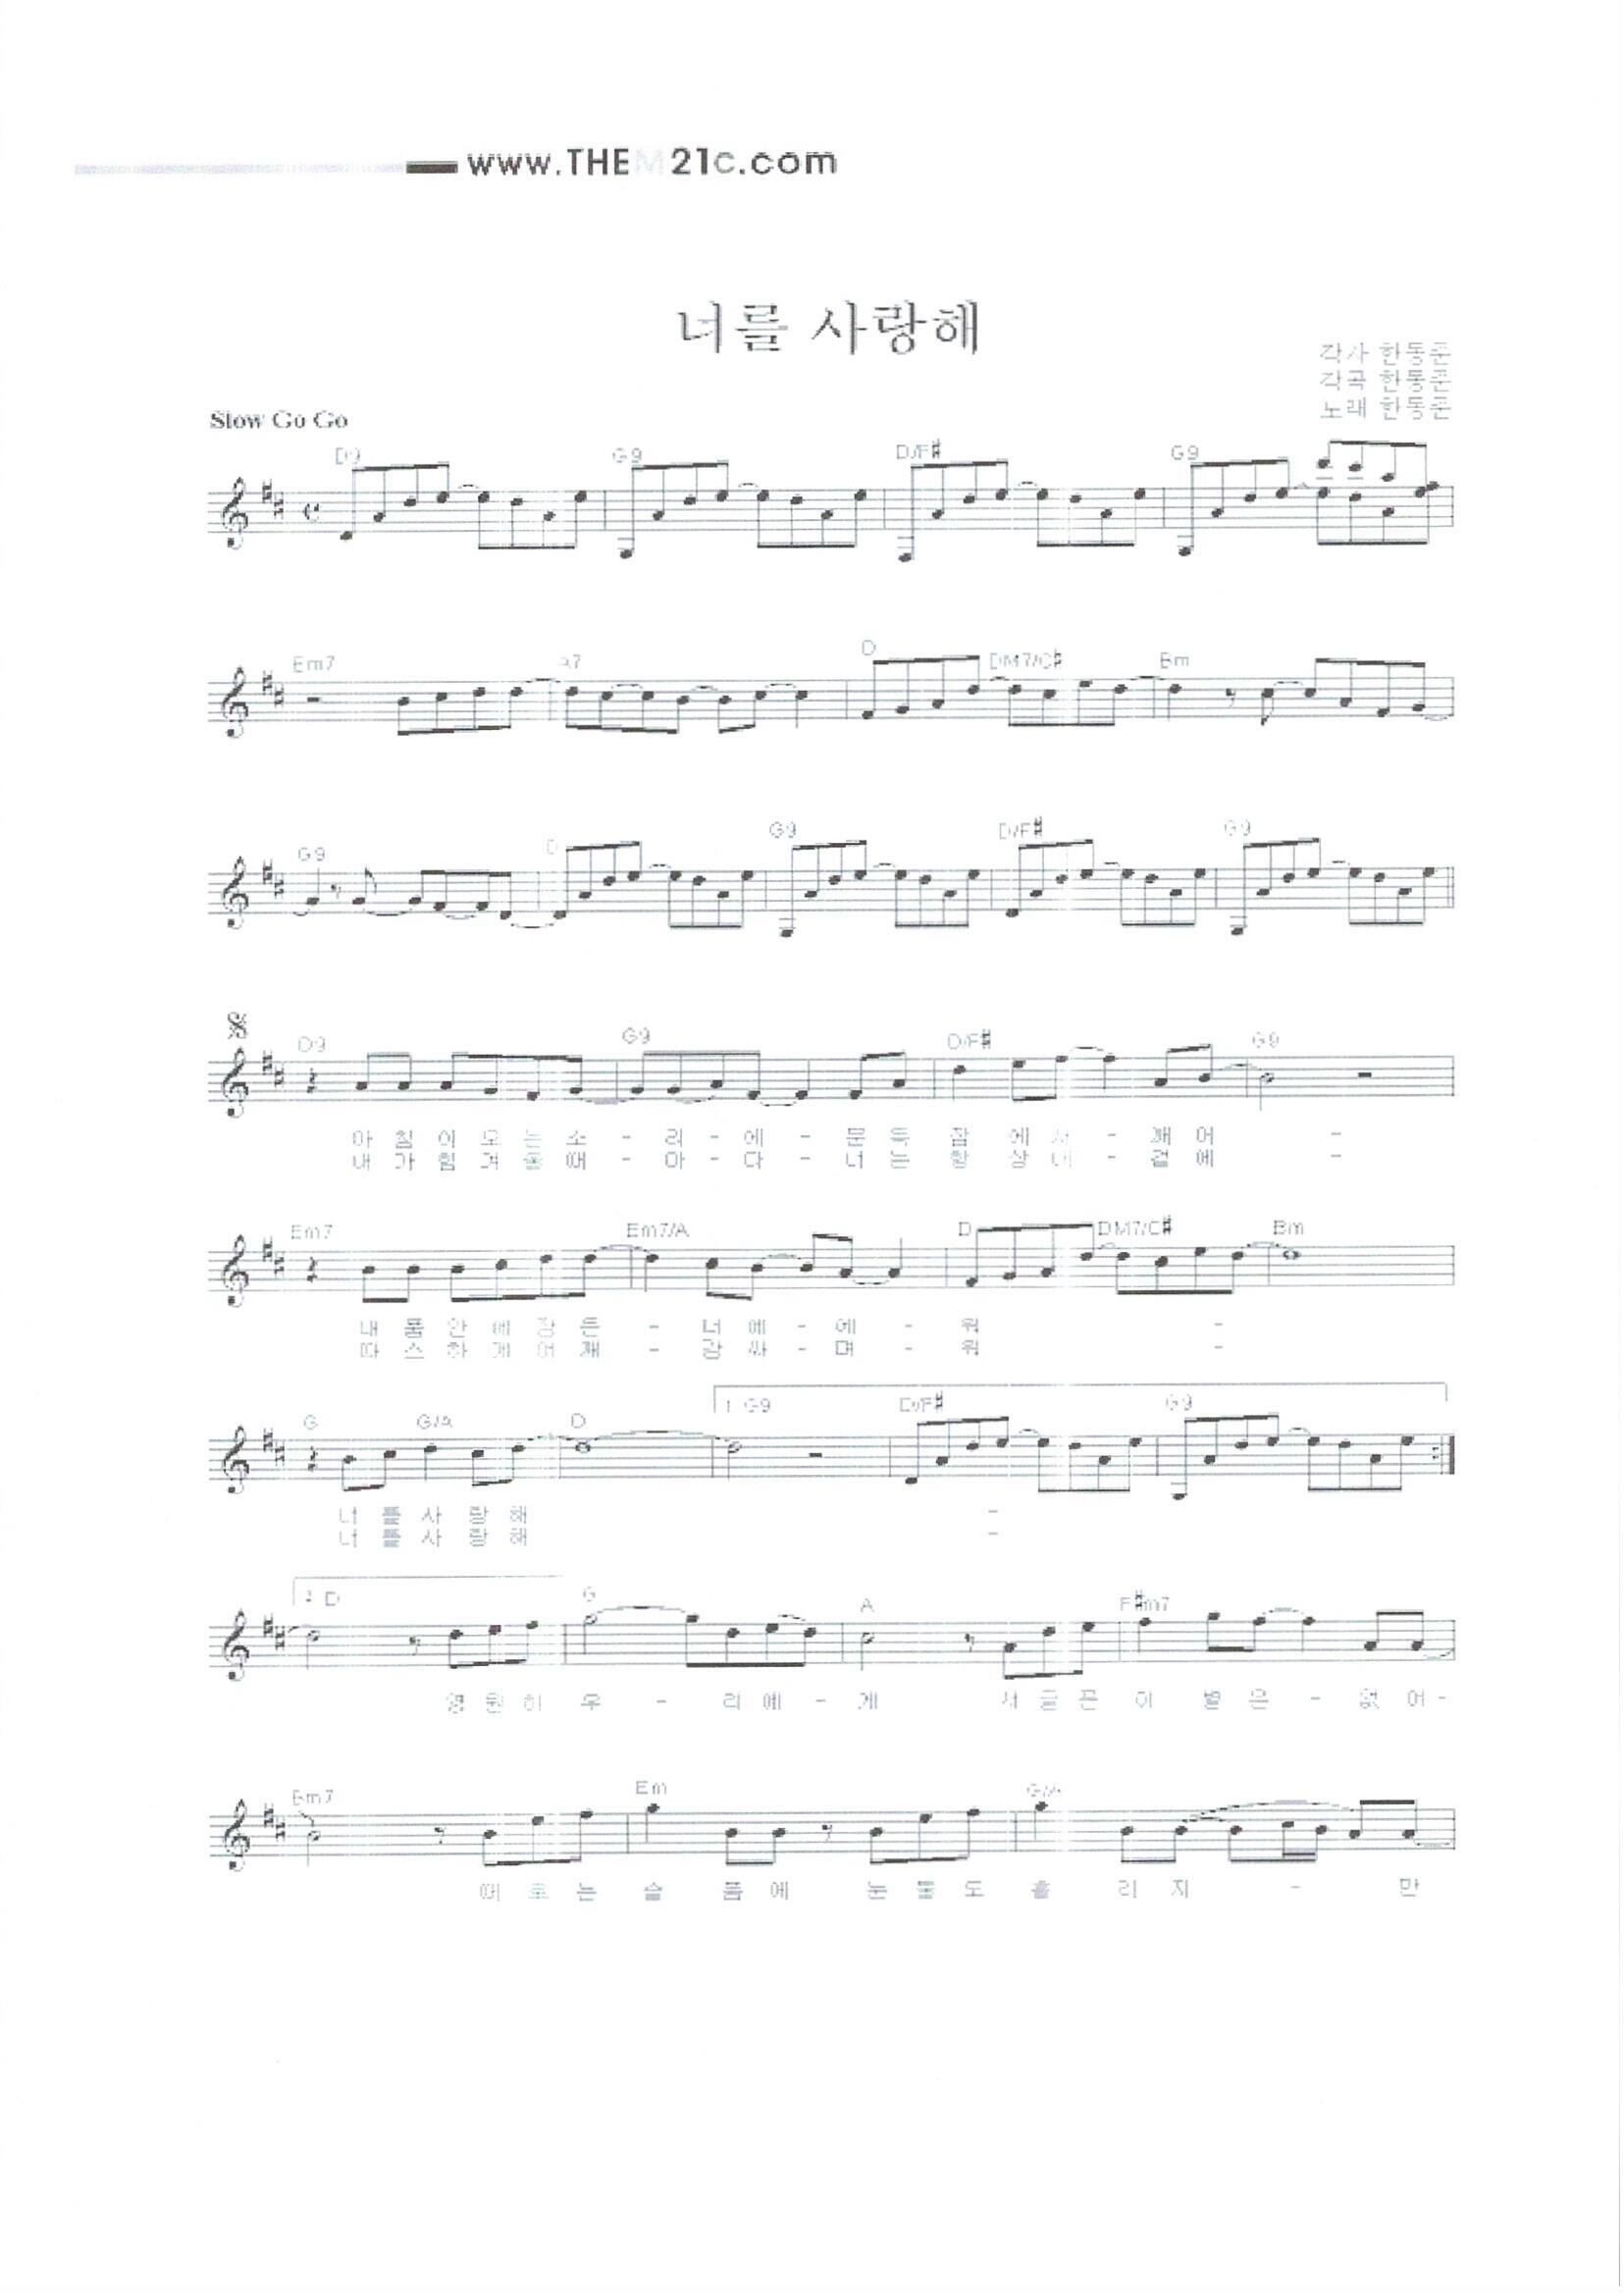 www.THEM21c.com
너를 사랑해
작사 한동준
작곡 한동준
노래 한동준
Slow Go Go
D9 G9 D/F# G9
Em7 A7 D DM7/C# Bm
G9 D G9 D/F# G9
D9 G9 D/F# G9
아 침 이 오 는 소 - 리 - 에 - 문 득 잠 에 서 - 깨 어 -
내 가 힘 겨 울 때 - 마 - 다 - 너 는 항 상 내 - 곁 에 -
Em7 Em7/A D DM7/C# Bm
내 품 안 에 잠 든 - 너 에 - 게 - 워
따 스 하 게 어 깨 - 감 싸 - 며 - 워
G G/A D 1. G9 D/F# G9
너 를 사 랑 해 -
너 를 사 랑 해 -
2. D G A F#m7
영 원 히 우 - 리 에 - 게 서 글 픈 이 별 은 - 없 어 -
Em7 Em G/A
때 로 는 슬 픔 에 눈 물 도 흘 리 지 - 만